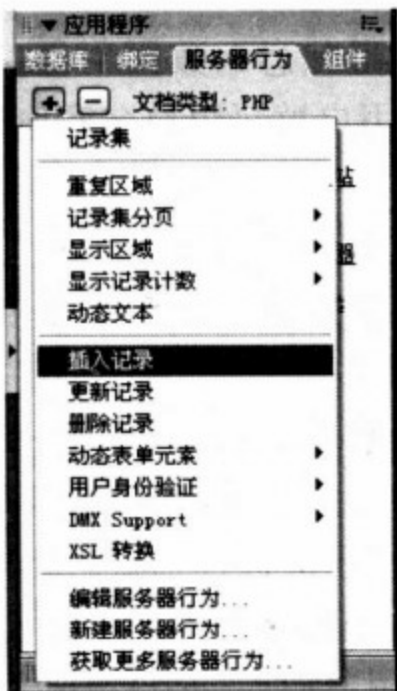 应用程序
数据库 绑定 服务器行为 组件
文档类型: PHP
记录集
重复区域
记录集分页
显示区域
显示记录计数
动态文本
插入记录
更新记录
删除记录
动态表单元素
用户身份验证
DMX Support
XSL 转换
编辑服务器行为...
新建服务器行为...
获取更多服务器行为...